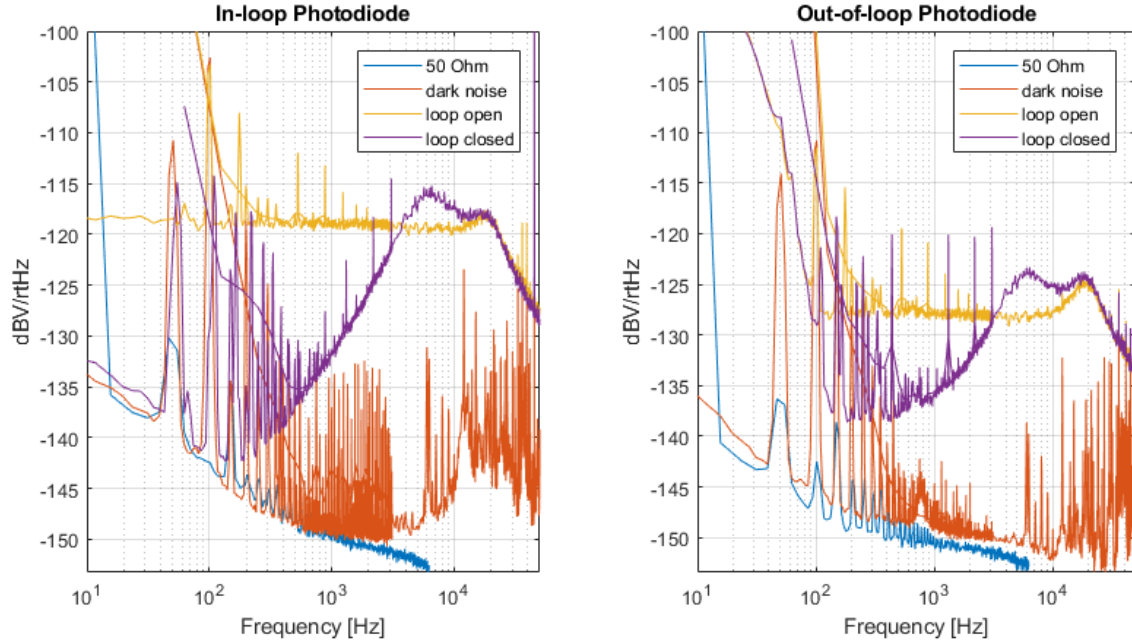 In-loop Photodiode
-100
-105
-110
-115
-120
-125
-130
-135
-140
-145
-150
dBV/rtHz
10^1
10^2
10^3
10^4
Frequency [Hz]
50 Ohm
dark noise
loop open
loop closed
Out-of-loop Photodiode
-100
-105
-110
-115
-120
-125
-130
-135
-140
-145
-150
dBV/rtHz
10^1
10^2
10^3
10^4
Frequency [Hz]
50 Ohm
dark noise
loop open
loop closed